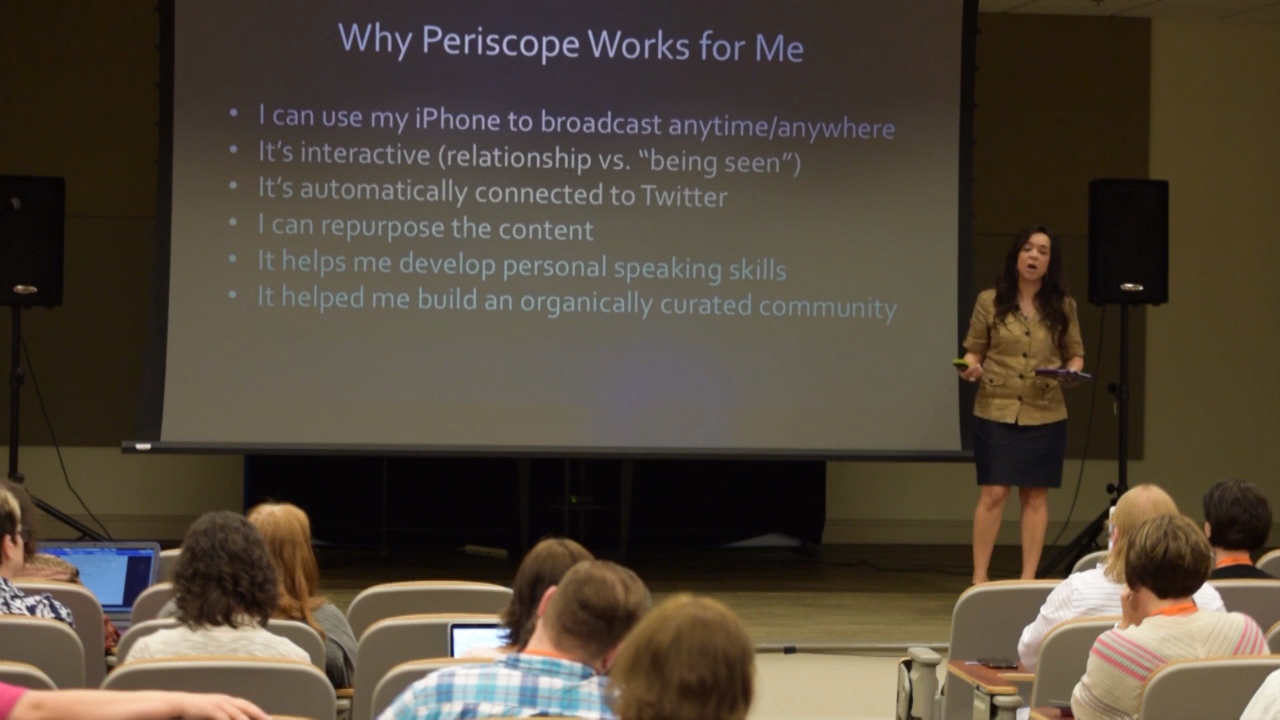 Why Periscope Works for Me
• I can use my iPhone to broadcast anytime/anywhere
• It's interactive (relationship vs. "being seen")
• It's automatically connected to Twitter
• I can repurpose the content
• It helps me develop personal speaking skills
• It helped me build an organically curated community